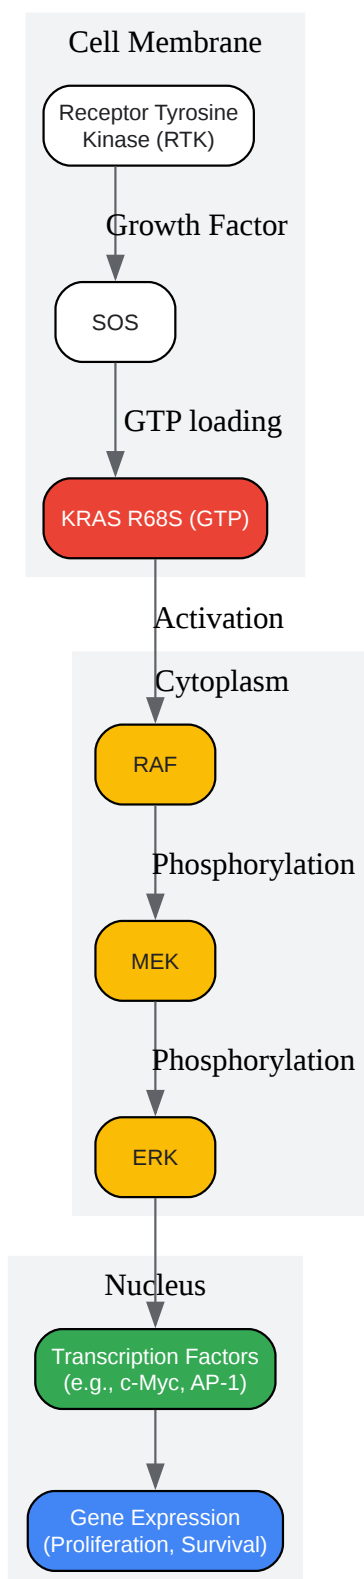 Cell Membrane
Receptor Tyrosine
Kinase (RTK)
Growth Factor
SOS
GTP loading
KRAS R68S (GTP)
Activation
Cytoplasm
RAF
Phosphorylation
MEK
Phosphorylation
ERK
Nucleus
Transcription Factors
(e.g., c-Myc, AP-1)
Gene Expression
(Proliferation, Survival)